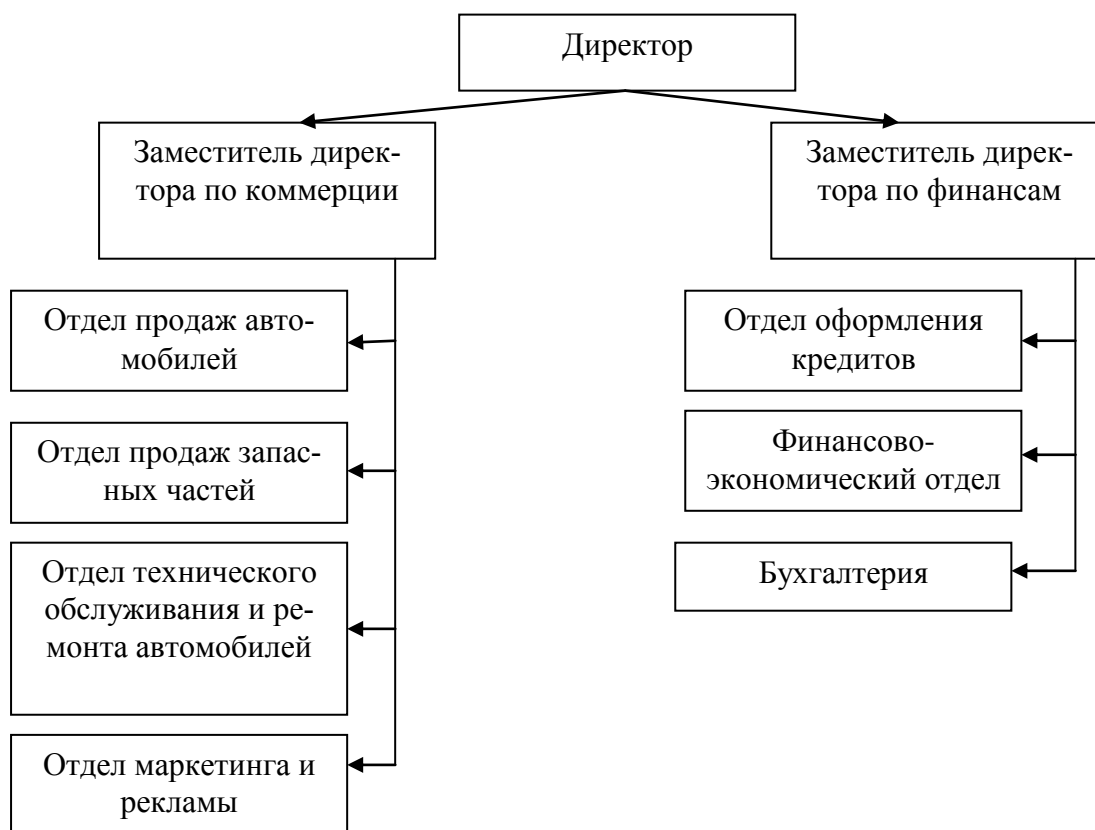 Директор
Заместитель дирек-
тора по коммерции
Заместитель дирек-
тора по финансам
Отдел продаж авто-
мобилей
Отдел продаж запас-
ных частей
Отдел технического
обслуживания и ре-
монта автомобилей
Отдел маркетинга и
рекламы
Отдел оформления
кредитов
Финансово-
экономический отдел
Бухгалтерия